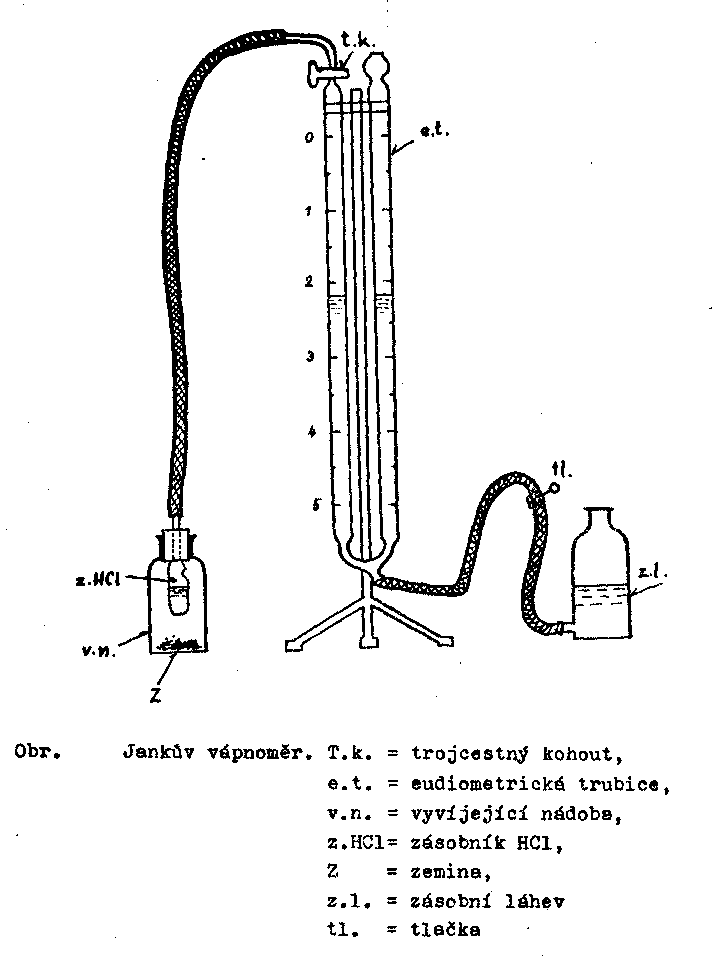 t.k.
e.t.
0
1
2
3
4
5
tl.
z.HCl
z.l.
v.n.
Z
Obr. Jankův vápnoměr. T.k. = trojcestný kohout,
e.t. = eudiometrická trubice,
v.n. = vyvíjející nádoba,
z.HCl= zásobník HCl,
Z = zemina,
z.l. = zásobní láhev
tl. = tlačka